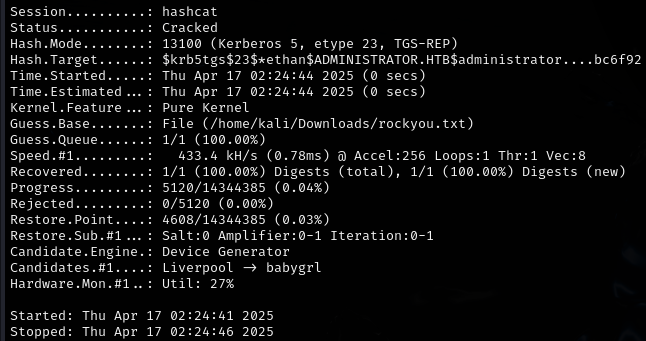 Session..........: hashcat
Status...........: Cracked
Hash.Mode........: 13100 (Kerberos 5, etype 23, TGS-REP)
Hash.Target......: $krb5tgs$23$*ethan$ADMINISTRATOR.HTB$administrator....bc6f92
Time.Started.....: Thu Apr 17 02:24:44 2025 (0 secs)
Time.Estimated...: Thu Apr 17 02:24:44 2025 (0 secs)
Kernel.Feature...: Pure Kernel
Guess.Base.......: File (/home/kali/Downloads/rockyou.txt)
Guess.Queue......: 1/1 (100.00%)
Speed.#1.........:   433.4 kH/s (0.78ms) @ Accel:256 Loops:1 Thr:1 Vec:8
Recovered........: 1/1 (100.00%) Digests (total), 1/1 (100.00%) Digests (new)
Progress.........: 5120/14344385 (0.04%)
Rejected.........: 0/5120 (0.00%)
Restore.Point....: 4608/14344385 (0.03%)
Restore.Sub.#1...: Salt:0 Amplifier:0-1 Iteration:0-1
Candidate.Engine.: Device Generator
Candidates.#1....: Liverpool -> babygrl
Hardware.Mon.#1..: Util: 27%
Started: Thu Apr 17 02:24:41 2025
Stopped: Thu Apr 17 02:24:46 2025